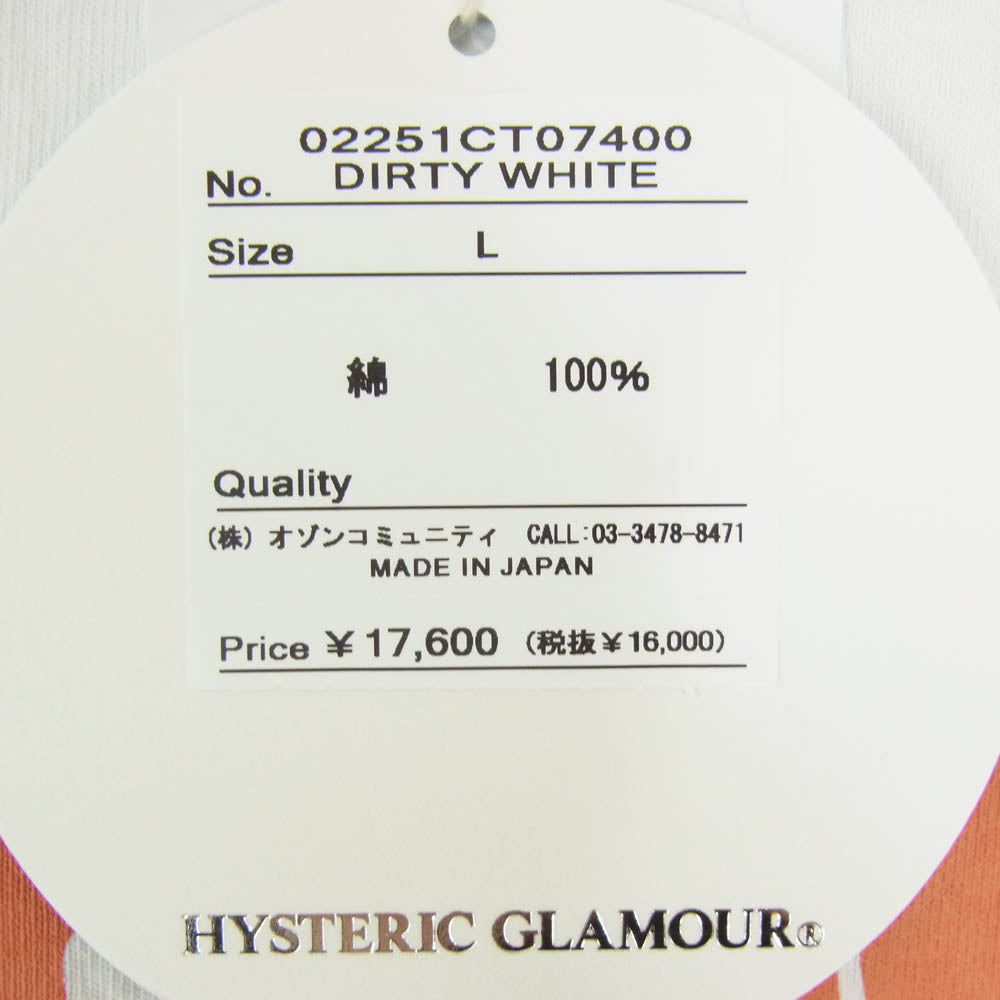 02251CT07400
No. DIRTY WHITE
Size L
綿 100%
Quality
(株) オゾンコミュニティ CALL:03-3478-8471
MADE IN JAPAN
Price ¥17,600 (税抜¥16,000)
HYSTERIC GLAMOUR®